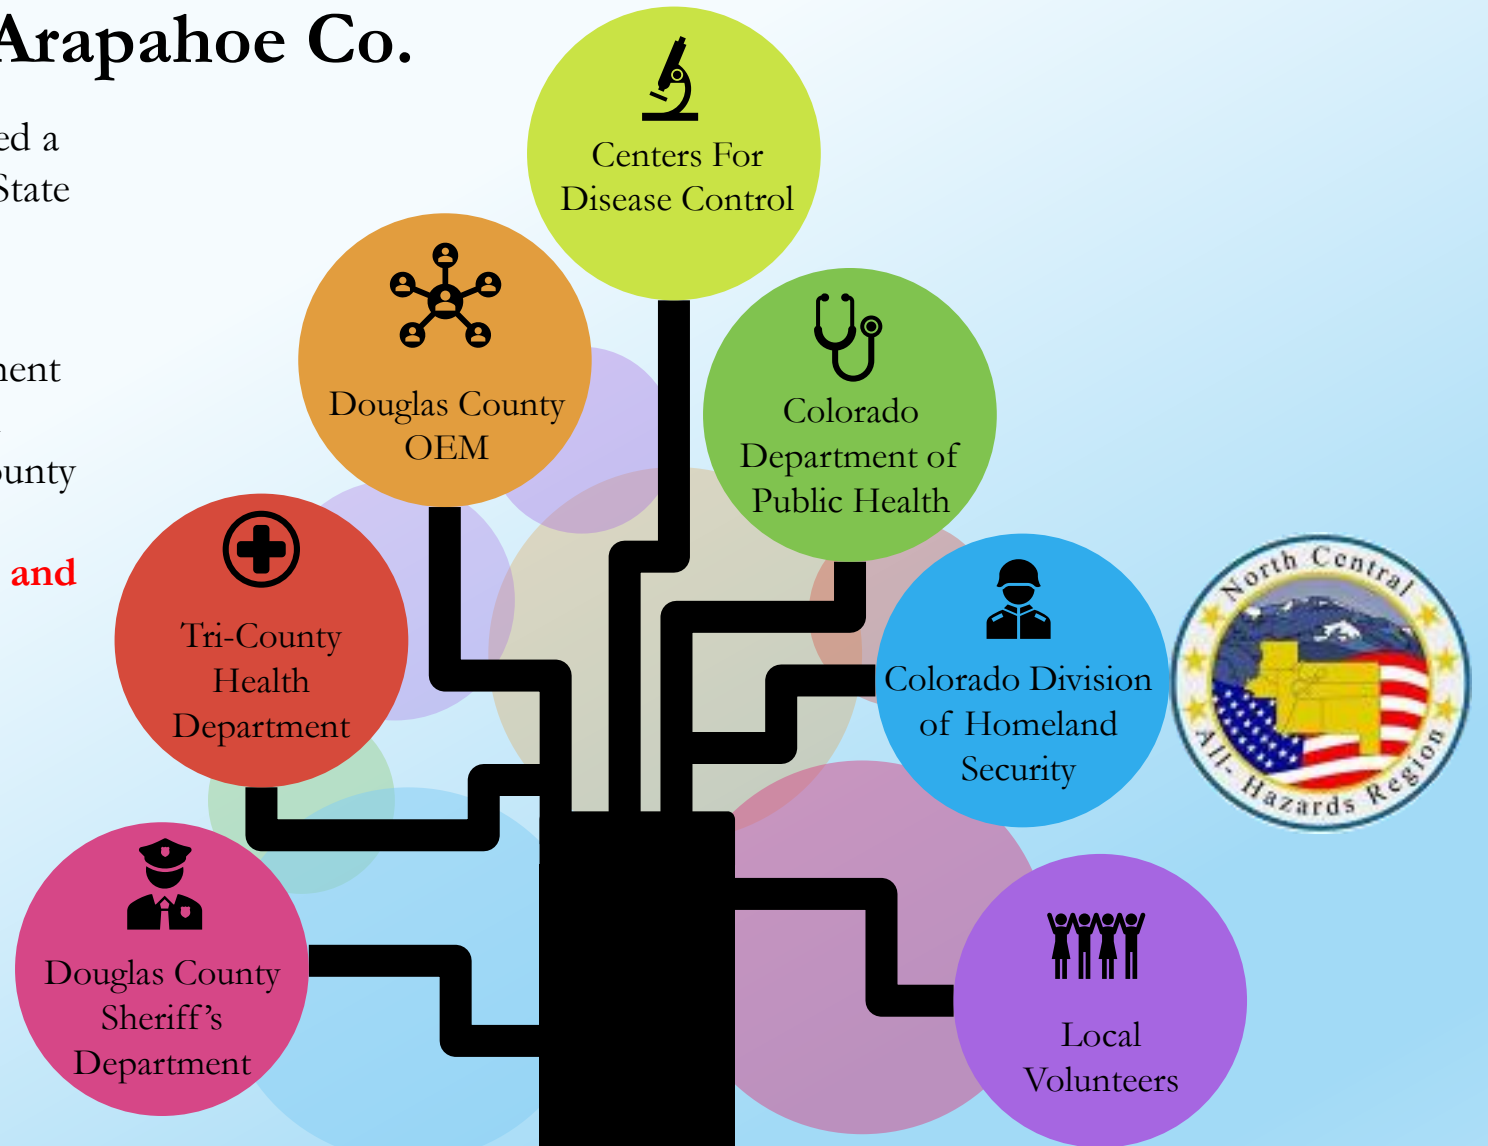 Arapahoe Co.
ed a
State
nent
ounty
and
Centers For
Disease Control
Douglas County
OEM
Colorado
Department of
Public Health
Tri-County
Health
Department
Colorado Division
of Homeland
Security
North Central
All- Hazards Region
Douglas County
Sheriff’s
Department
Local
Volunteers